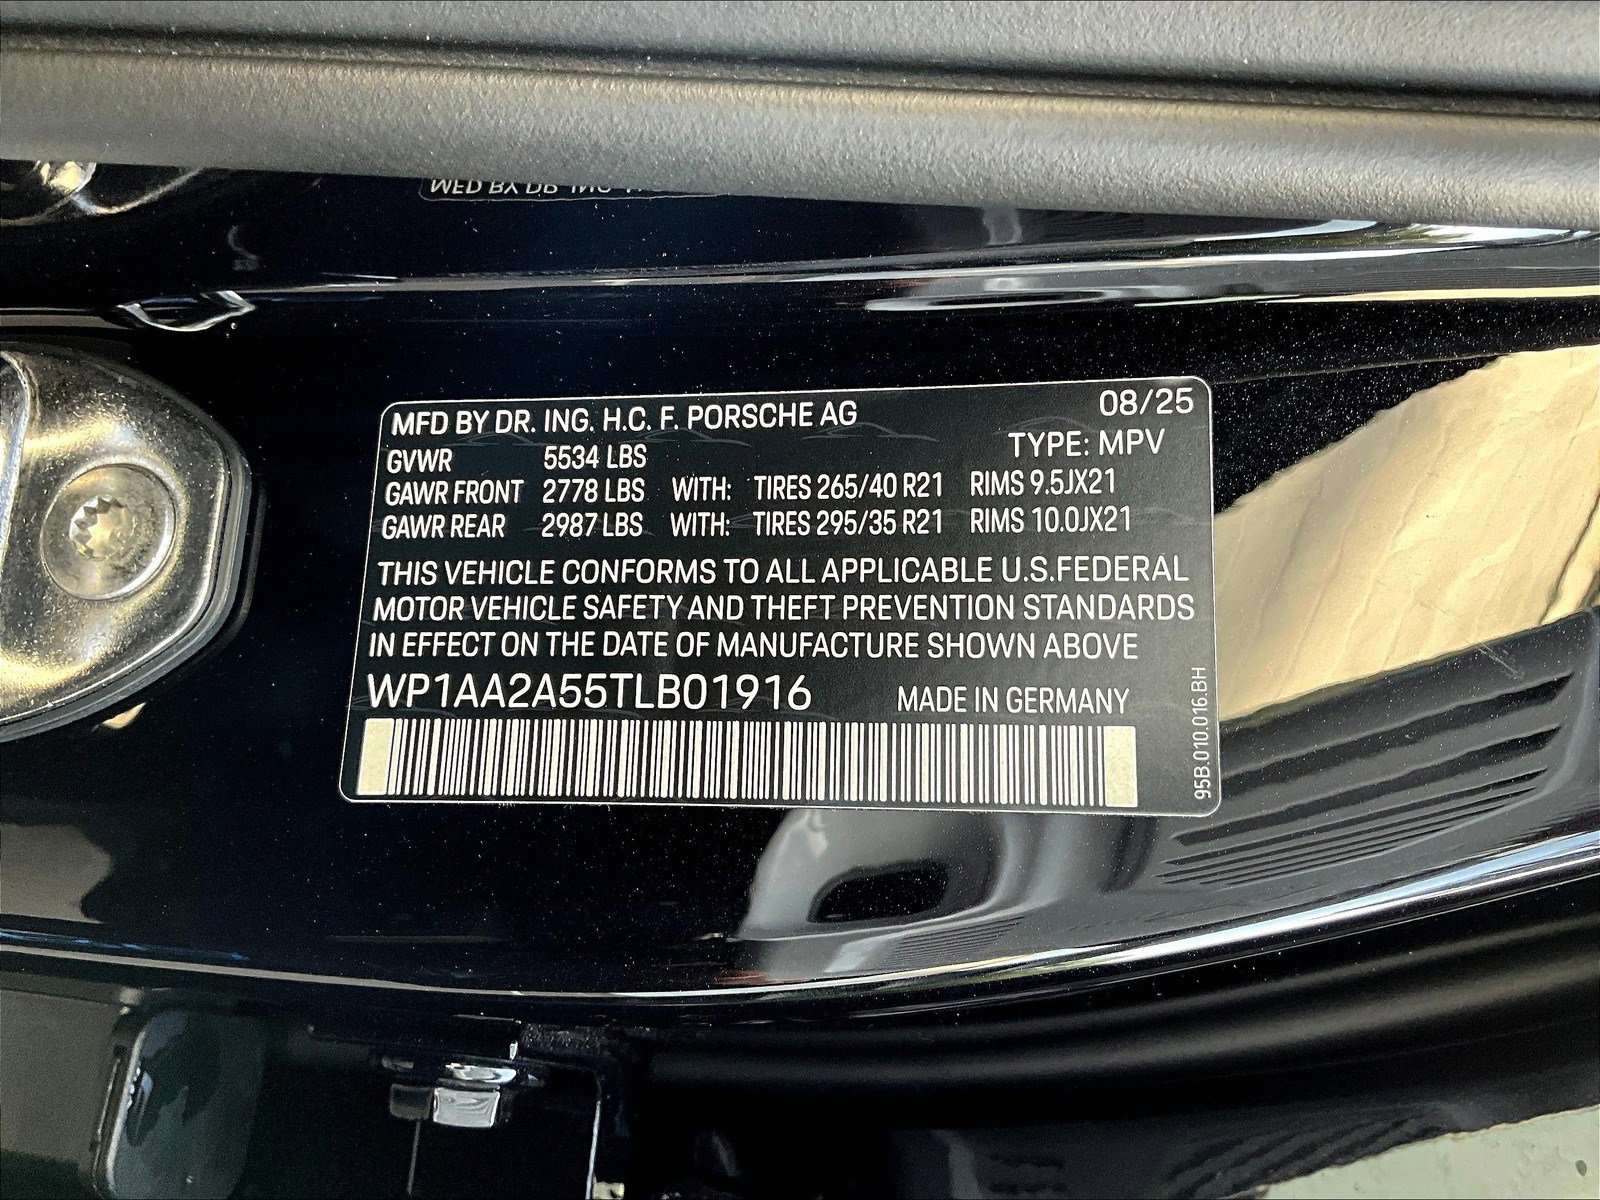 MFD BY DR. ING. H.C. F. PORSCHE AG 08/25
GVWR 5534 LBS TYPE: MPV
GAWR FRONT 2778 LBS WITH: TIRES 265/40 R21 RIMS 9.5JX21
GAWR REAR 2987 LBS WITH: TIRES 295/35 R21 RIMS 10.0JX21
THIS VEHICLE CONFORMS TO ALL APPLICABLE U.S.FEDERAL
MOTOR VEHICLE SAFETY AND THEFT PREVENTION STANDARDS
IN EFFECT ON THE DATE OF MANUFACTURE SHOWN ABOVE
WP1AA2A55TLB01916 MADE IN GERMANY
95B.010.016.BH